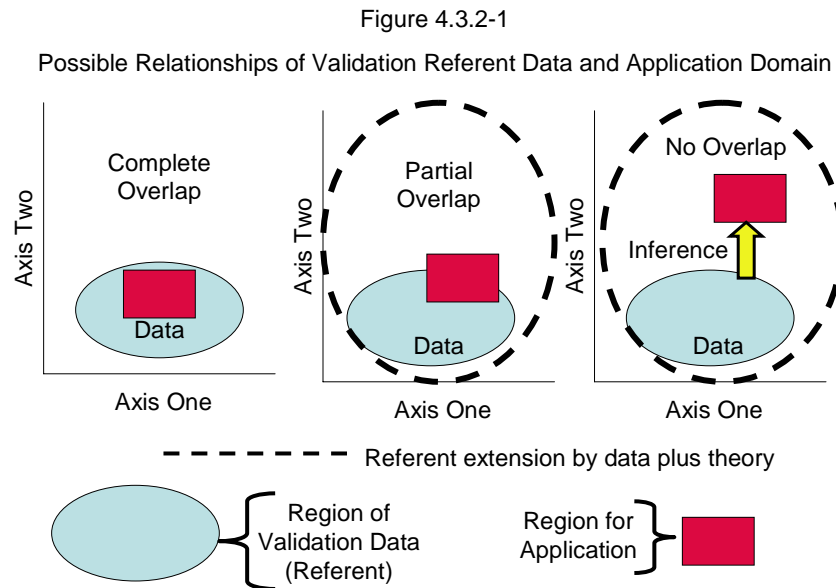 Figure 4.3.2-1
Possible Relationships of Validation Referent Data and Application Domain
Axis Two
Complete
Overlap
Data
Axis One
Axis Two
Partial
Overlap
Data
Axis One
Axis Two
No Overlap
Inference
Data
Axis One
Referent extension by data plus theory
Region of
Validation Data
(Referent)
Region for
Application